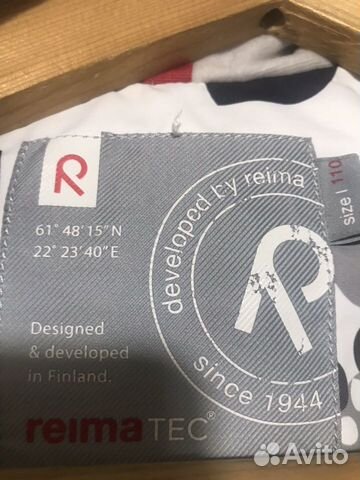 61° 48' 15" N
22° 23' 40" E
Designed
& developed
in Finland.
reimaTEC®
developed by reima
since 1944
size | 110
Avito